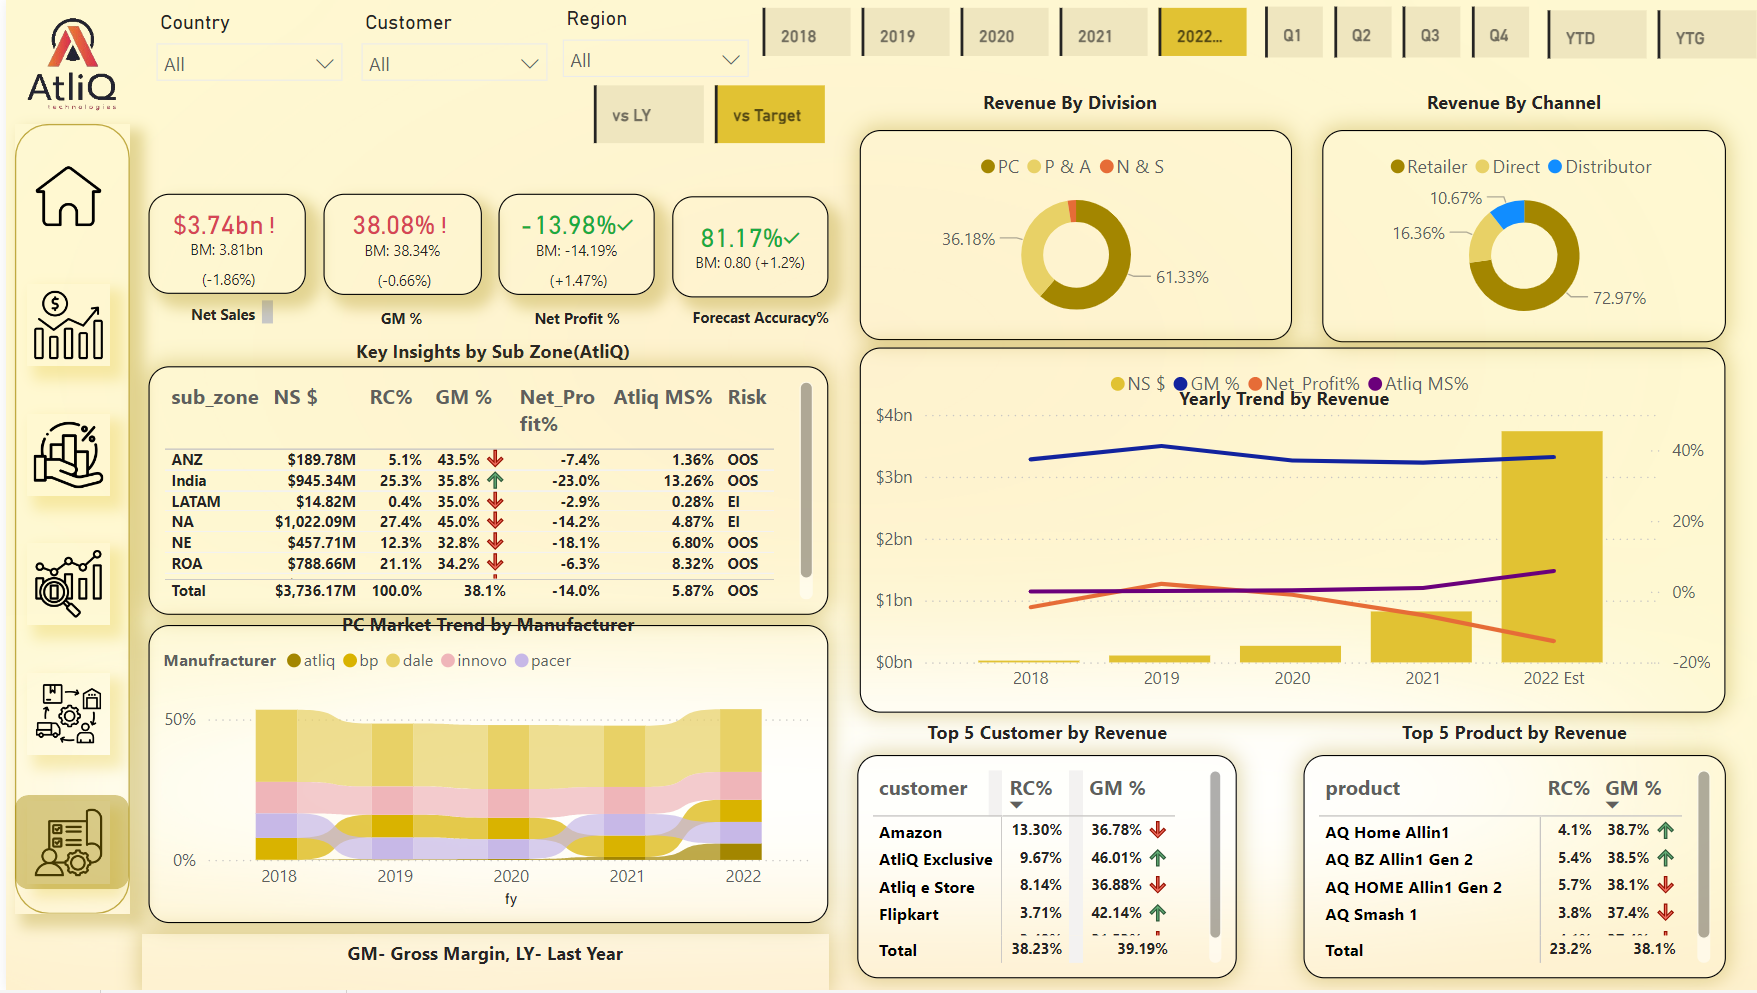 AtliQ
technologies
Country
Customer
Region
All
All
All
2018
2019
2020
2021
2022...
Q1
Q2
Q3
Q4
YTD
YTG
vs LY
vs Target
$3.74bn !
BM: 3.81bn
(-1.86%)
Net Sales
38.08% !
BM: 38.34%
(-0.66%)
GM %
-13.98%✓
BM: -14.19%
(+1.47%)
Net Profit %
81.17%✓
BM: 0.80 (+1.2%)
Forecast Accuracy%
Key Insights by Sub Zone(AtliQ)
sub_zone NS $ RC% GM % Net_Pro Atliq MS% Risk
fit%
ANZ $189.78M 5.1% 43.5% -7.4% 1.36% OOS
India $945.34M 25.3% 35.8% -23.0% 13.26% OOS
LATAM $14.82M 0.4% 35.0% -2.9% 0.28% EI
NA $1,022.09M 27.4% 45.0% -14.2% 4.87% EI
NE $457.71M 12.3% 32.8% -18.1% 6.80% OOS
ROA $788.66M 21.1% 34.2% -6.3% 8.32% OOS
Total $3,736.17M 100.0% 38.1% -14.0% 5.87% OOS
PC Market Trend by Manufacturer
Manufracturer atliq bp dale innovo pacer
50%
0%
2018 2019 2020 2021 2022
fy
GM- Gross Margin, LY- Last Year
Revenue By Division
PC P & A N & S
36.18%
61.33%
Revenue By Channel
Retailer Direct Distributor
10.67%
16.36%
72.97%
NS $ GM % Net_Profit% Atliq MS%
Yearly Trend by Revenue
$4bn
$3bn
$2bn
$1bn
$0bn
40%
20%
0%
-20%
2018 2019 2020 2021 2022 Est
Top 5 Customer by Revenue
customer RC% GM %
Amazon 13.30% 36.78%
AtliQ Exclusive 9.67% 46.01%
Atliq e Store 8.14% 36.88%
Flipkart 3.71% 42.14%
Total 38.23% 39.19%
Top 5 Product by Revenue
product RC% GM %
AQ Home Allin1 4.1% 38.7%
AQ BZ Allin1 Gen 2 5.4% 38.5%
AQ HOME Allin1 Gen 2 5.7% 38.1%
AQ Smash 1 3.8% 37.4%
Total 23.2% 38.1%